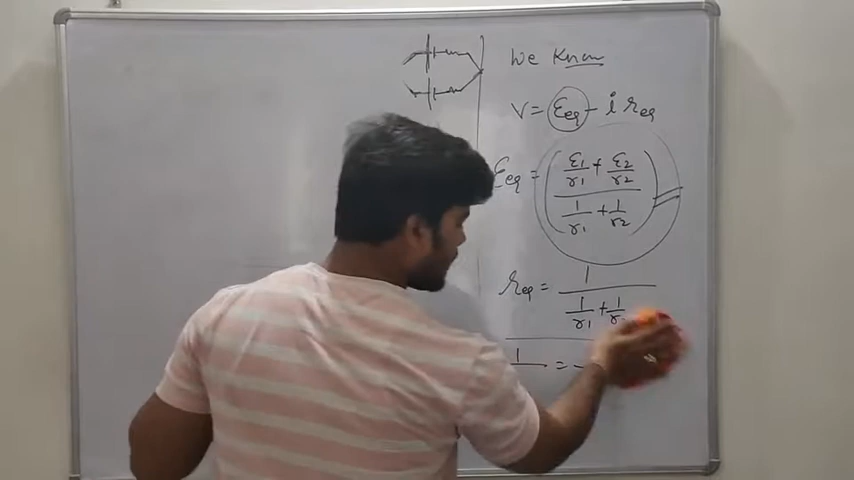 We Know
V = εeq - i req
εeq = ( (ε1/r1 + ε2/r2) / (1/r1 + 1/r2) )
req = 1 / (1/r1 + 1/r2)
1 =